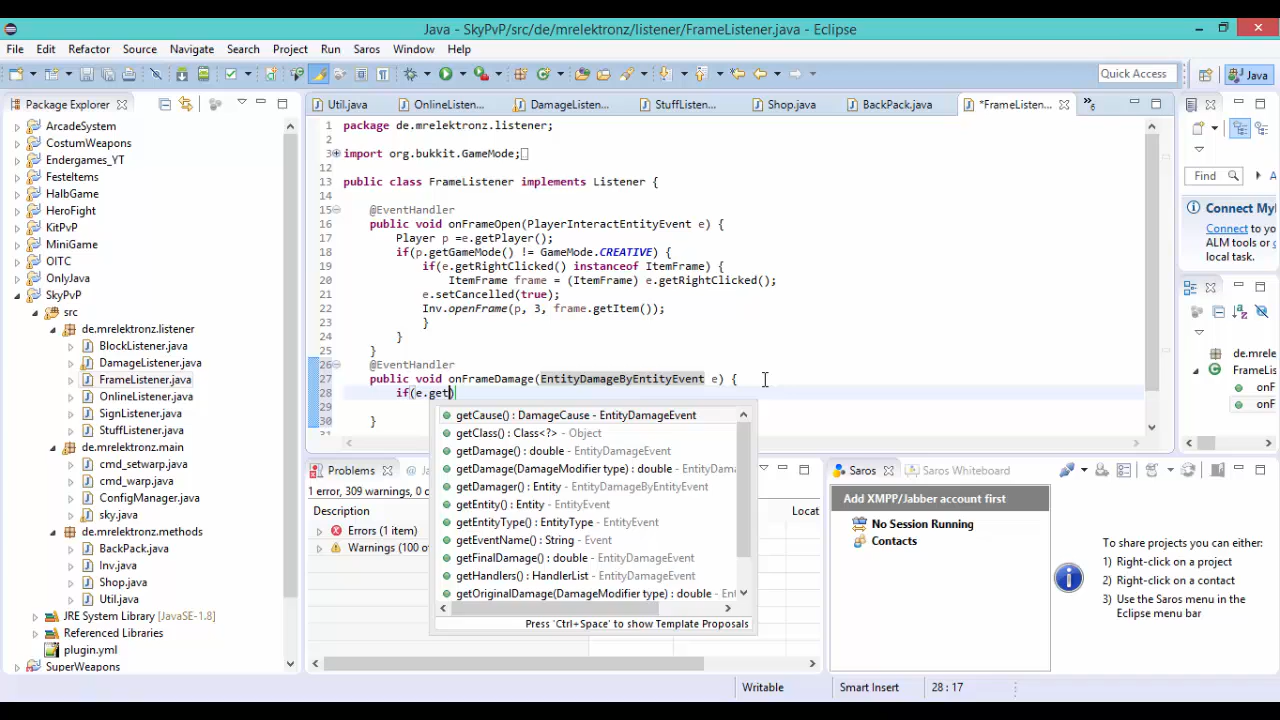 Java - SkyPvP/src/de/mrelektronz/listener/FrameListener.java - Eclipse
File Edit Refactor Source Navigate Search Project Run Saros Window Help
Quick Access
Java
Package Explorer
ArcadeSystem
CostumWeapons
Endergames_YT
FesteItems
HalbGame
HeroFight
KitPvP
MiniGame
OITC
OnlyJava
SkyPvP
src
de.mrelektronz.listener
BlockListener.java
DamageListener.java
FrameListener.java
OnlineListener.java
SignListener.java
StuffListener.java
de.mrelektronz.main
cmd_setwarp.java
cmd_warp.java
ConfigManager.java
sky.java
de.mrelektronz.methods
BackPack.java
Inv.java
Shop.java
Util.java
JRE System Library [JavaSE-1.8]
Referenced Libraries
plugin.yml
SuperWeapons
Util.java OnlineListen... DamageListen... StuffListen... Shop.java BackPack.java *FrameListen... »6
1 package de.mrelektronz.listener;
2
3 import org.bukkit.GameMode;
12
13 public class FrameListener implements Listener {
14
15 @EventHandler
16 public void onFrameOpen(PlayerInteractEntityEvent e) {
17 Player p =e.getPlayer();
18 if(p.getGameMode() != GameMode.CREATIVE) {
19 if(e.getRightClicked() instanceof ItemFrame) {
20 ItemFrame frame = (ItemFrame) e.getRightClicked();
21 e.setCancelled(true);
22 Inv.openFrame(p, 3, frame.getItem());
23 }
24 }
25 }
26 @EventHandler
27 public void onFrameDamage(EntityDamageByEntityEvent e) {
28 if(e.get)
29
30 }
31
getCause() : DamageCause - EntityDamageEvent
getClass() : Class<?> - Object
getDamage() : double - EntityDamageEvent
getDamage(DamageModifier type) : double - EntityDama
getDamager() : Entity - EntityDamageByEntityEvent
getEntity() : Entity - EntityEvent
getEntityType() : EntityType - EntityEvent
getEventName() : String - Event
getFinalDamage() : double - EntityDamageEvent
getHandlers() : HandlerList - EntityDamageEvent
getOriginalDamage(DamageModifier type) : double - Ent
Press 'Ctrl+Space' to show Template Proposals
Problems
1 error, 309 warnings, 0 c
Description
Locat
Errors (1 item)
Warnings (100 o
Saros Saros Whiteboard
Add XMPP/Jabber account first
No Session Running
Contacts
To share projects you can either:
1) Right-click on a project
2) Right-click on a contact
3) Use the Saros menu in the
Eclipse menu bar
Find
Connect My
Connect to yo
ALM tools or c
local task.
de.mrele
FrameLis
onF
onF
Writable Smart Insert 28 : 17